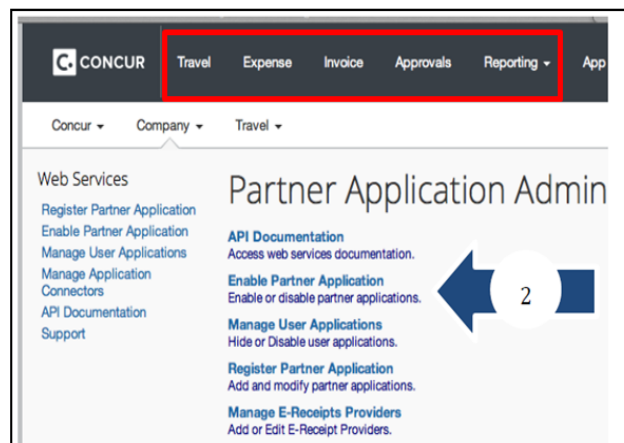 C. CONCUR Travel Expense Invoice Approvals Reporting App
Concur Company Travel
Web Services
Register Partner Application
Enable Partner Application
Manage User Applications
Manage Application
Connectors
API Documentation
Support
Partner Application Admin
API Documentation
Access web services documentation.
Enable Partner Application
Enable or disable partner applications.
Manage User Applications
Hide or Disable user applications.
Register Partner Application
Add and modify partner applications.
Manage E-Receipts Providers
Add or Edit E-Receipt Providers.
2